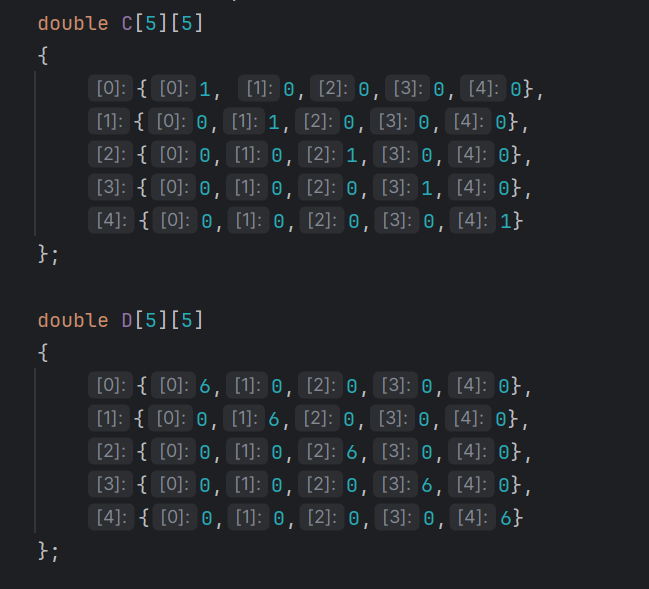 double C[5][5]
{
[0]: { [0]: 1, [1]: 0, [2]: 0, [3]: 0, [4]: 0},
[1]: { [0]: 0, [1]: 1, [2]: 0, [3]: 0, [4]: 0},
[2]: { [0]: 0, [1]: 0, [2]: 1, [3]: 0, [4]: 0},
[3]: { [0]: 0, [1]: 0, [2]: 0, [3]: 1, [4]: 0},
[4]: { [0]: 0, [1]: 0, [2]: 0, [3]: 0, [4]: 1}
};
double D[5][5]
{
[0]: { [0]: 6, [1]: 0, [2]: 0, [3]: 0, [4]: 0},
[1]: { [0]: 0, [1]: 6, [2]: 0, [3]: 0, [4]: 0},
[2]: { [0]: 0, [1]: 0, [2]: 6, [3]: 0, [4]: 0},
[3]: { [0]: 0, [1]: 0, [2]: 0, [3]: 6, [4]: 0},
[4]: { [0]: 0, [1]: 0, [2]: 0, [3]: 0, [4]: 6}
};